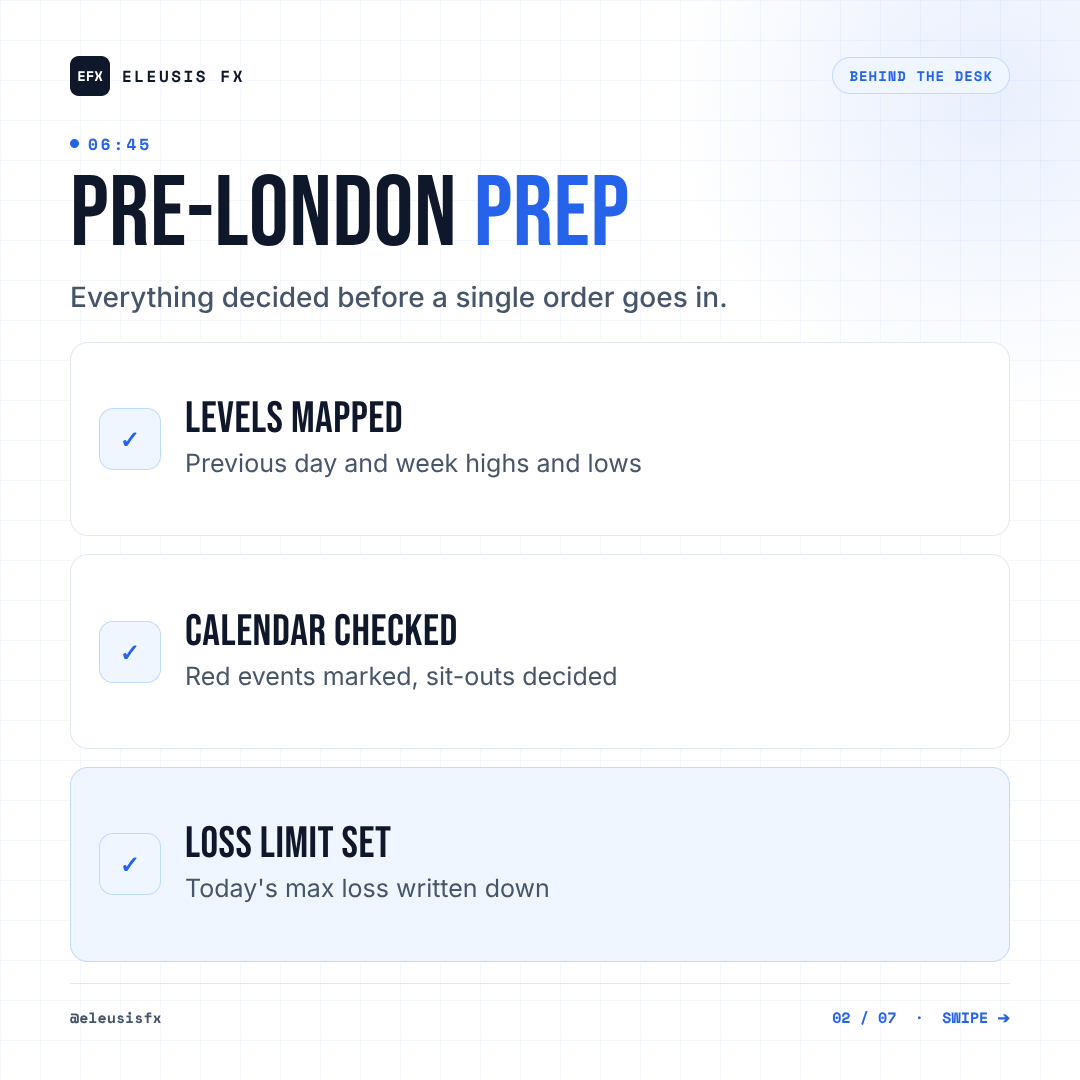 EFX ELEUSIS FX
BEHIND THE DESK
06:45
PRE-LONDON PREP
Everything decided before a single order goes in.
✓
LEVELS MAPPED
Previous day and week highs and lows
✓
CALENDAR CHECKED
Red events marked, sit-outs decided
✓
LOSS LIMIT SET
Today's max loss written down
@eleusisfx
02 / 07 · SWIPE ➔